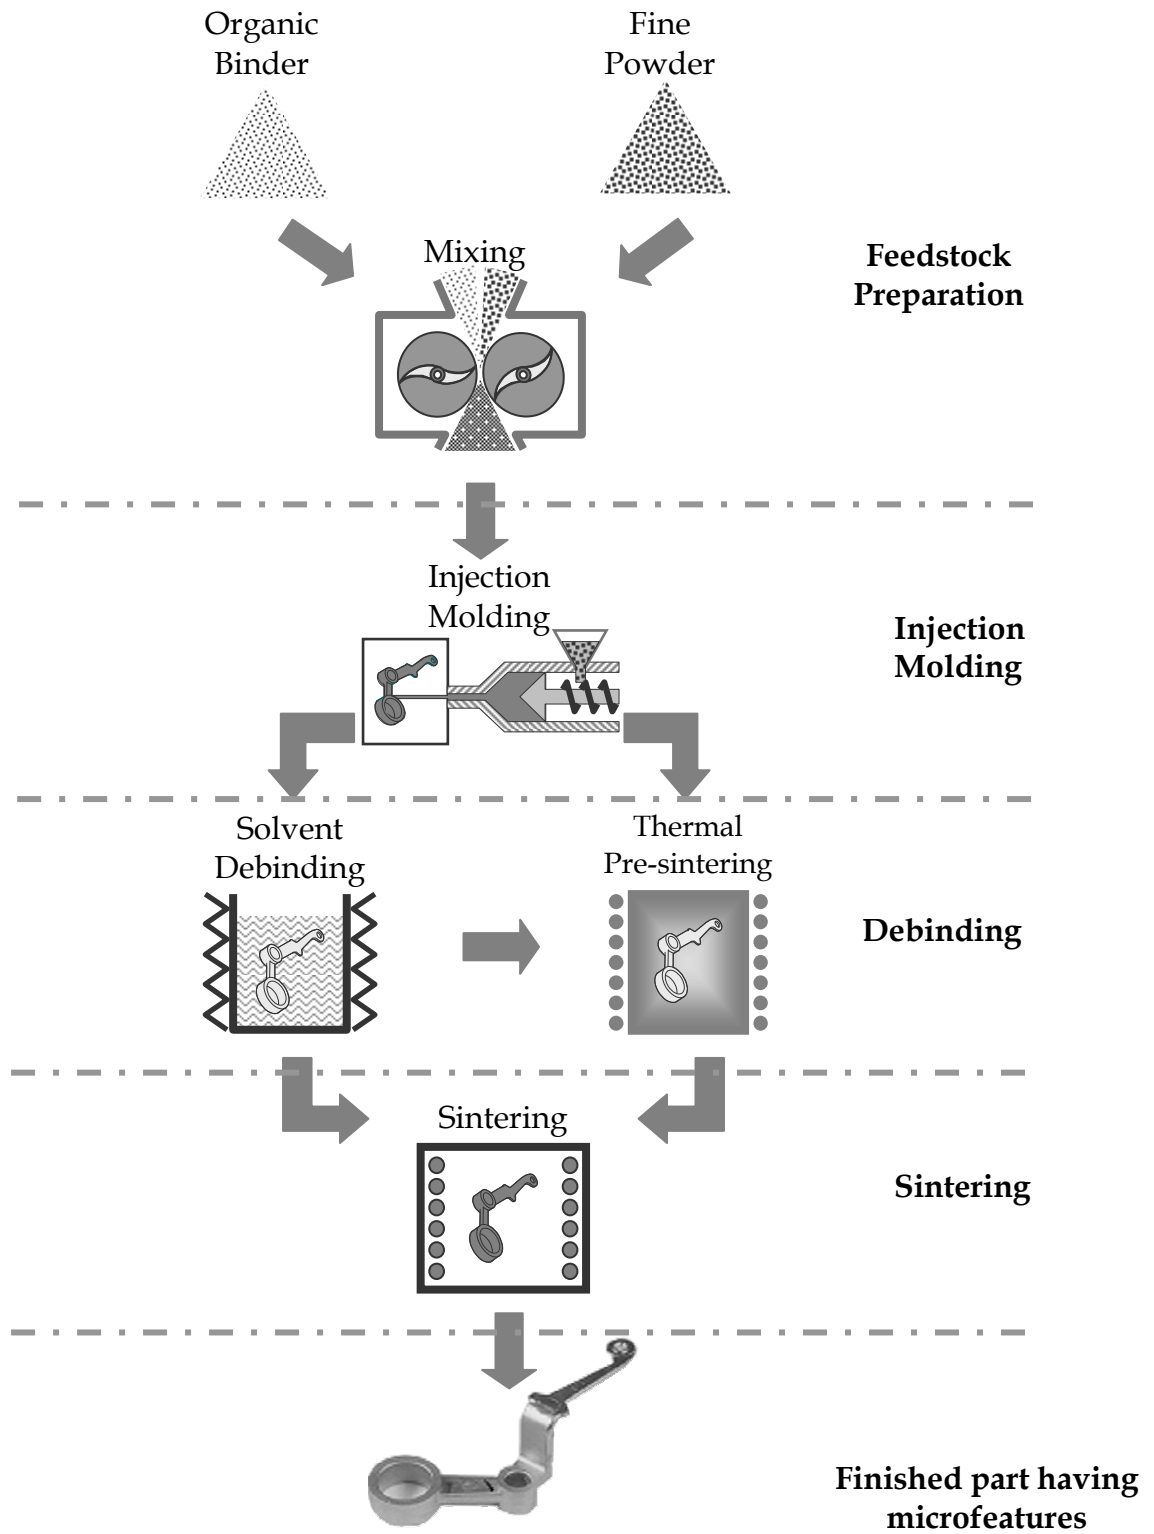 Organic
Binder
Fine
Powder
Mixing
Feedstock
Preparation
Injection
Molding
Injection
Molding
Solvent
Debinding
Thermal
Pre-sintering
Debinding
Sintering
Sintering
Finished part having
microfeatures